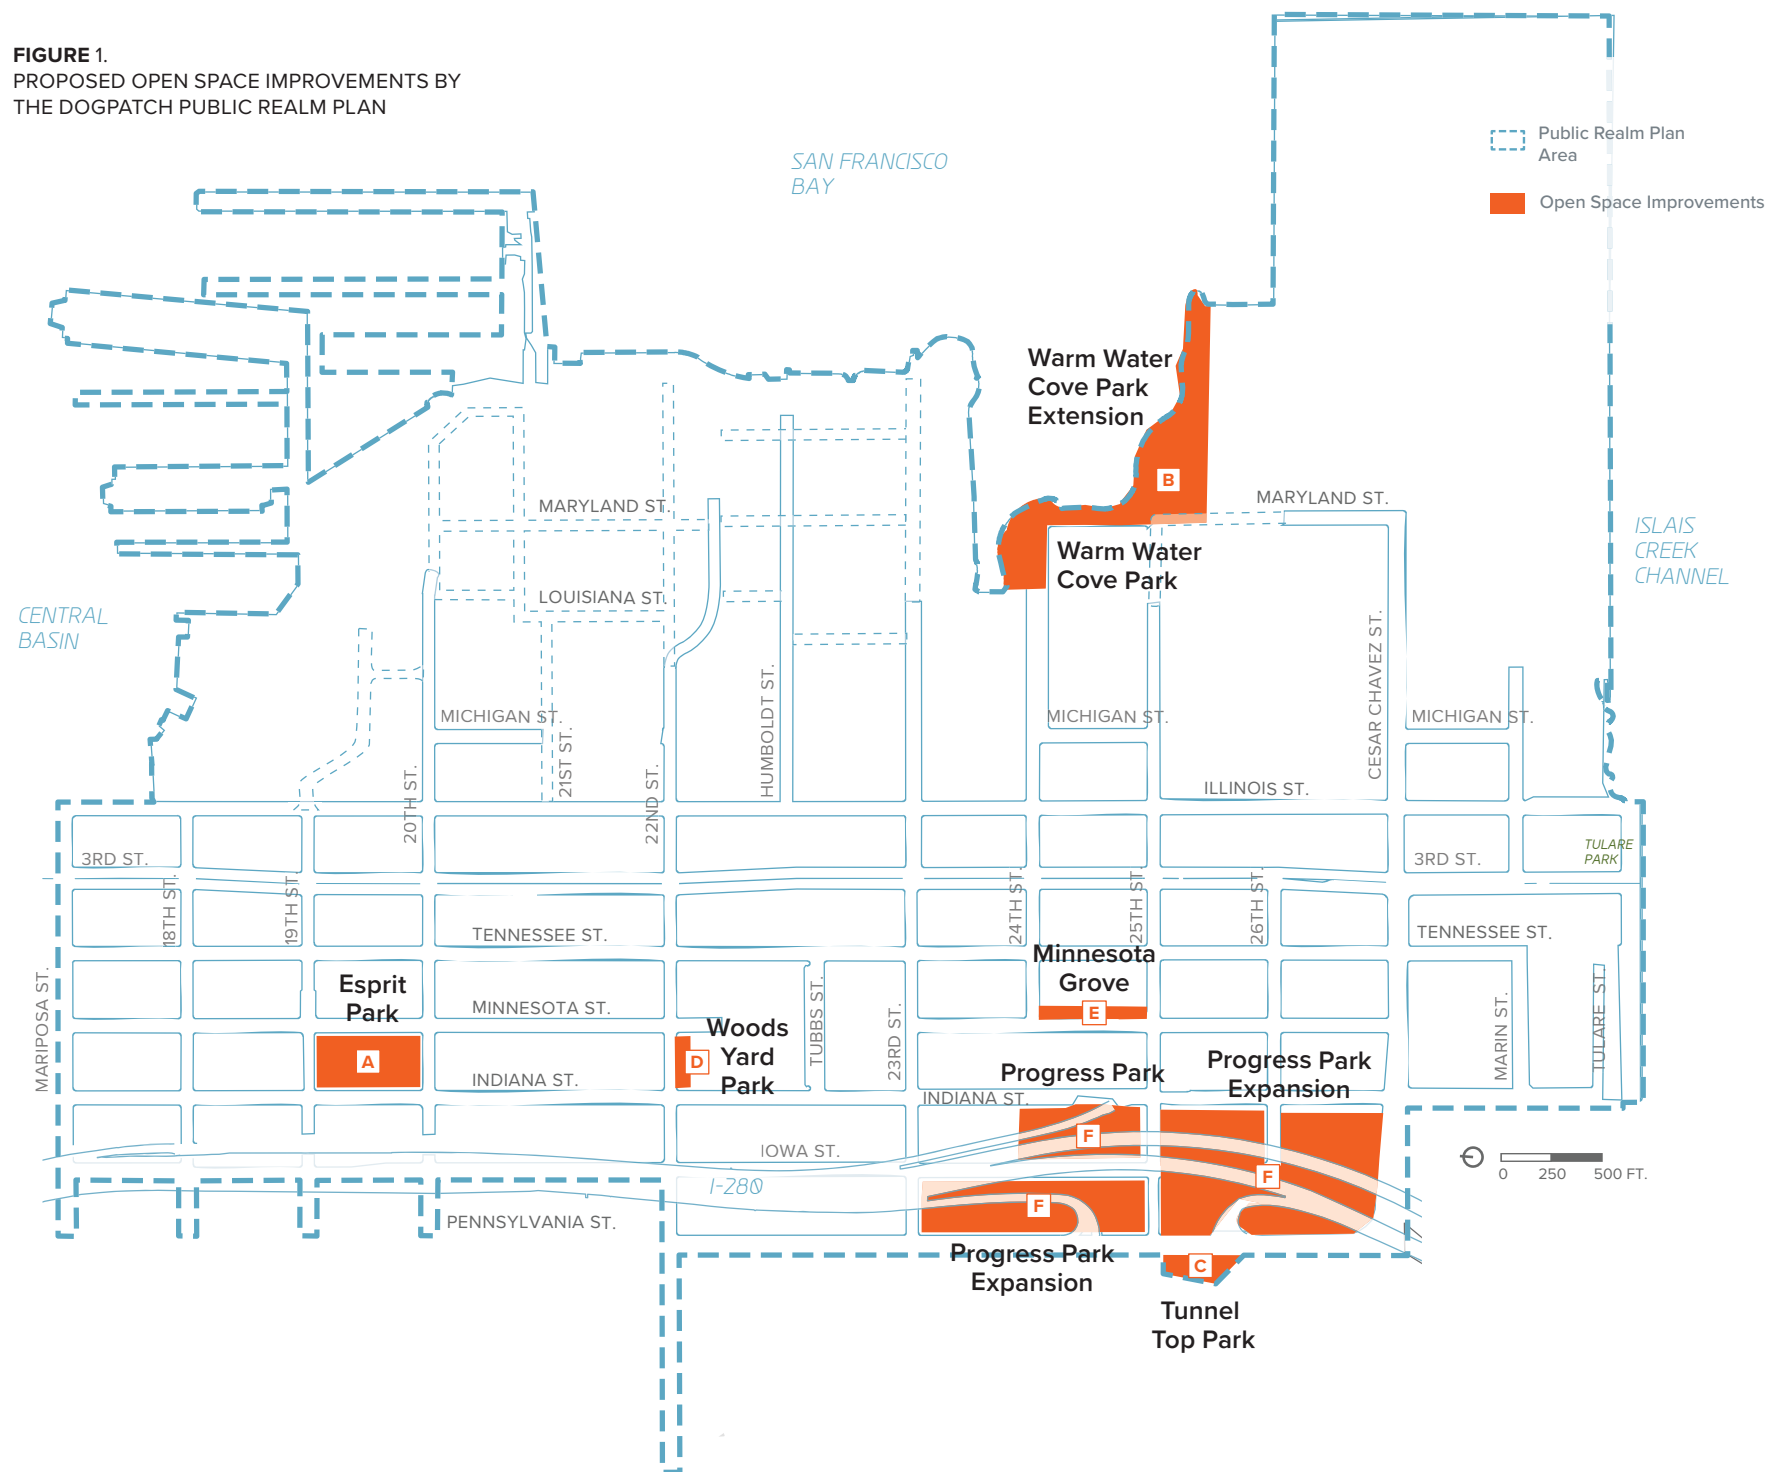 FIGURE 1.
PROPOSED OPEN SPACE IMPROVEMENTS BY
THE DOGPATCH PUBLIC REALM PLAN
SAN FRANCISCO
BAY
Public Realm Plan
Area
Open Space Improvements
Warm Water
Cove Park
Extension
B
MARYLAND ST.
MARYLAND ST.
ISLAIS
CREEK
CHANNEL
Warm Water
Cove Park
LOUISIANA ST.
CENTRAL
BASIN
MICHIGAN ST.
MICHIGAN ST.
MICHIGAN ST.
20TH ST.
21ST ST.
22ND ST.
HUMBOLDT ST.
CESAR CHAVEZ ST.
ILLINOIS ST.
3RD ST.
3RD ST.
TULARE
PARK
18TH ST.
19TH ST.
24TH ST.
25TH ST.
26TH ST.
TENNESSEE ST.
TENNESSEE ST.
MARIPOSA ST.
Esprit
Park
A
MINNESOTA ST.
Minnesota
Grove
E
Woods
Yard
Park
D
TUBBS ST.
23RD ST.
MARIN ST.
TULARE ST.
INDIANA ST.
INDIANA ST.
Progress Park
Progress Park
Expansion
F
F
F
IOWA ST.
I-280
PENNSYLVANIA ST.
0 250 500 FT.
Progress Park
Expansion
C
Tunnel
Top Park